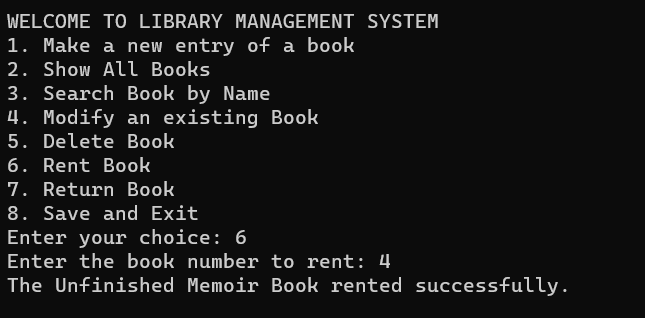 WELCOME TO LIBRARY MANAGEMENT SYSTEM
1. Make a new entry of a book
2. Show All Books
3. Search Book by Name
4. Modify an existing Book
5. Delete Book
6. Rent Book
7. Return Book
8. Save and Exit
Enter your choice: 6
Enter the book number to rent: 4
The Unfinished Memoir Book rented successfully.